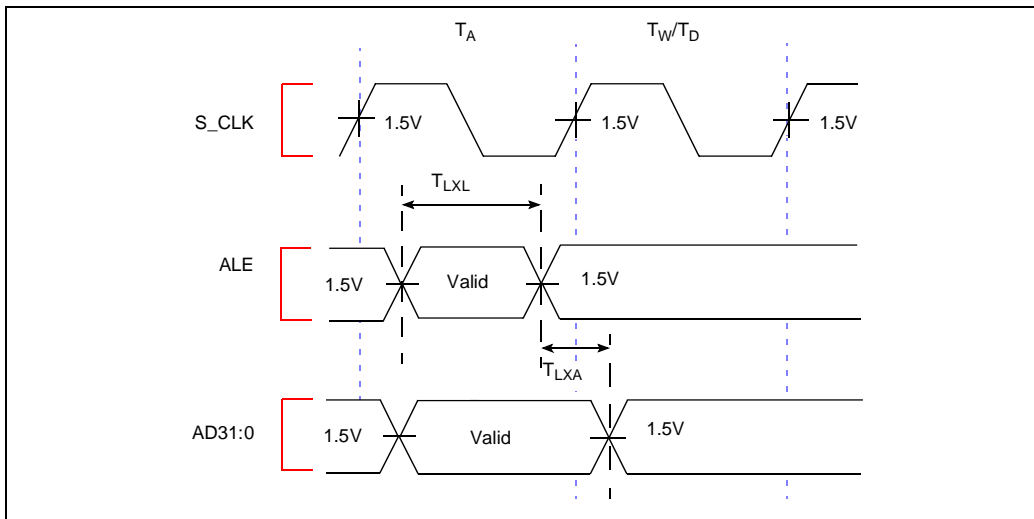 TA TW/TD
S_CLK 1.5V 1.5V 1.5V
TLXL
ALE 1.5V Valid 1.5V
TLXA
AD31:0 1.5V Valid 1.5V